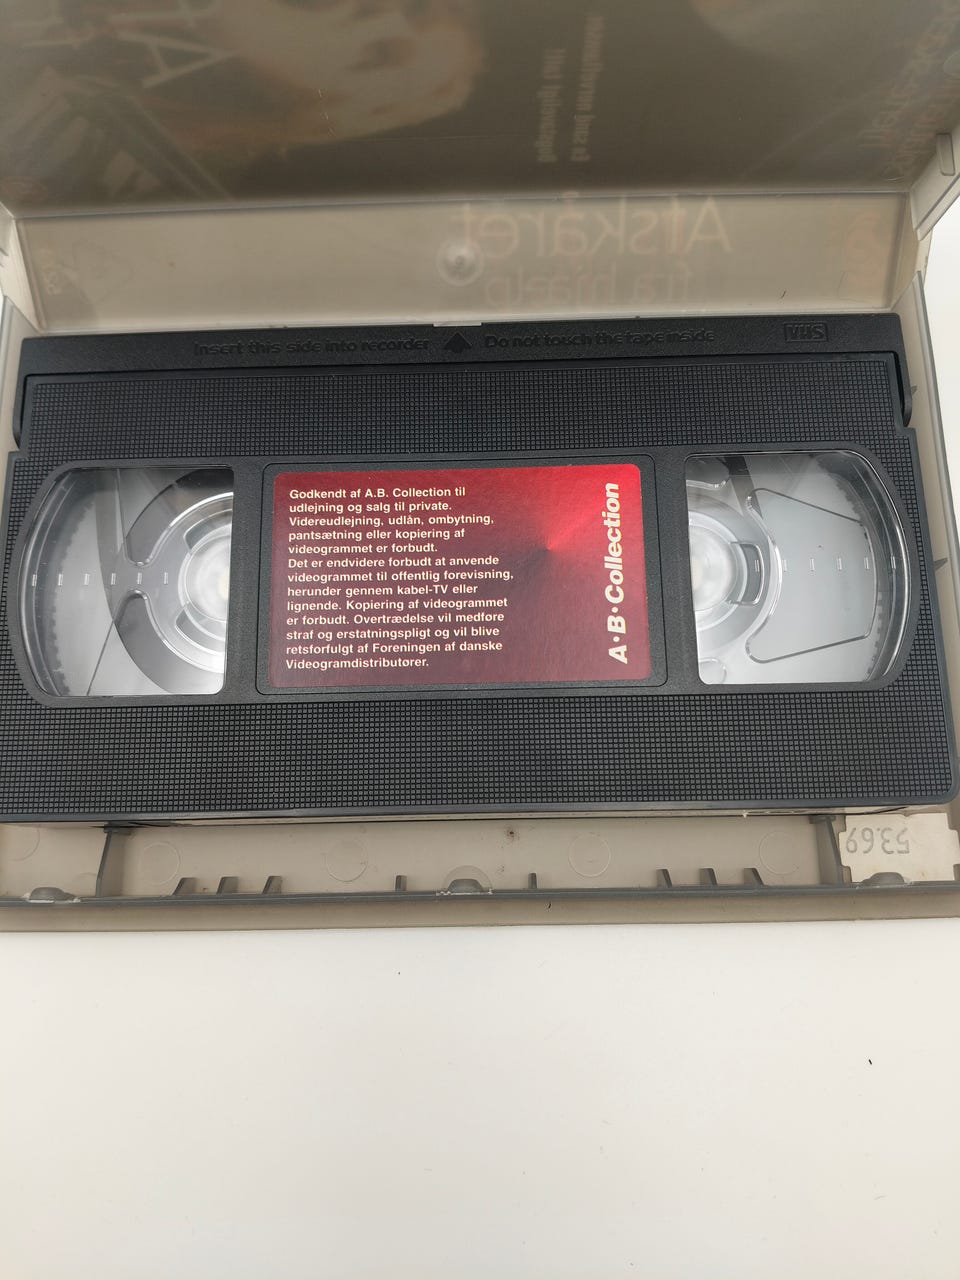 Afskåret
fra hjælp
Insert this side into recorder Do not touch the tape inside VHS
Godkendt af A.B. Collection til
udlejning og salg til private.
Videreudlejning, udlån, ombytning,
pantsætning eller kopiering af
videogrammet er forbudt.
Det er endvidere forbudt at anvende
videogrammet til offentlig forevisning,
herunder gennem kabel-TV eller
lignende. Kopiering af videogrammet
er forbudt. Overtrædelse vil medføre
straf og erstatningspligt og vil blive
retsforfulgt af Foreningen af danske
Videogramdistributører.
A·B·Collection
5369